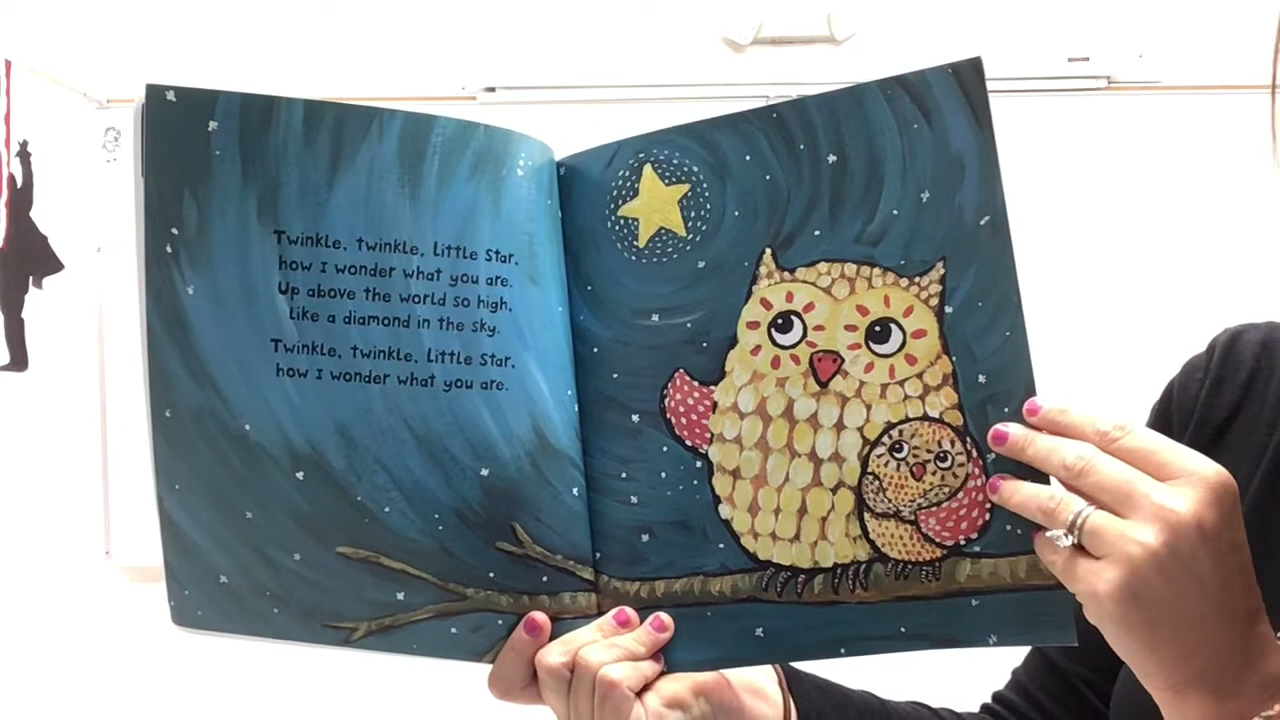 Twinkle, twinkle, Little Star,
how I wonder what you are.
Up above the world so high,
like a diamond in the sky.
Twinkle, twinkle, Little Star,
how I wonder what you are.